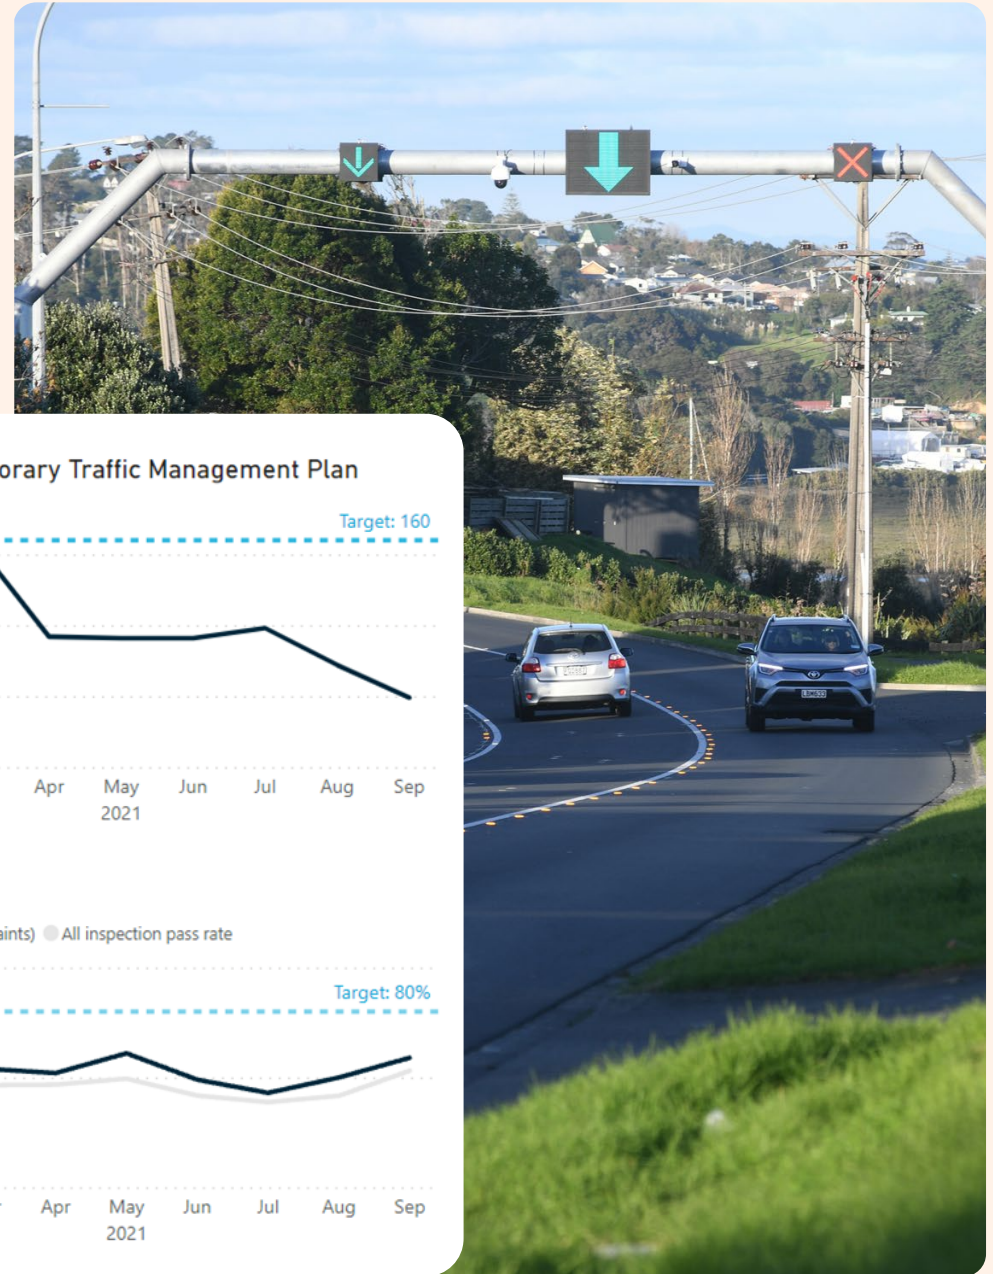 orary Traffic Management Plan
Target: 160
Apr May Jun Jul Aug Sep
2021
aints) All inspection pass rate
Target: 80%
Apr May Jun Jul Aug Sep
2021